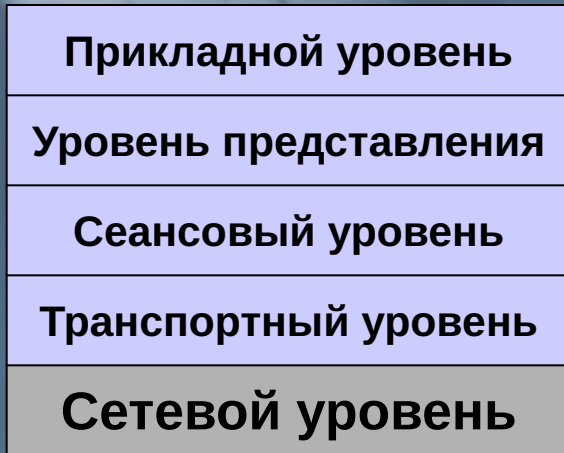 Прикладной уровень
Уровень представления
Сеансовый уровень
Транспортный уровень
Сетевой уровень